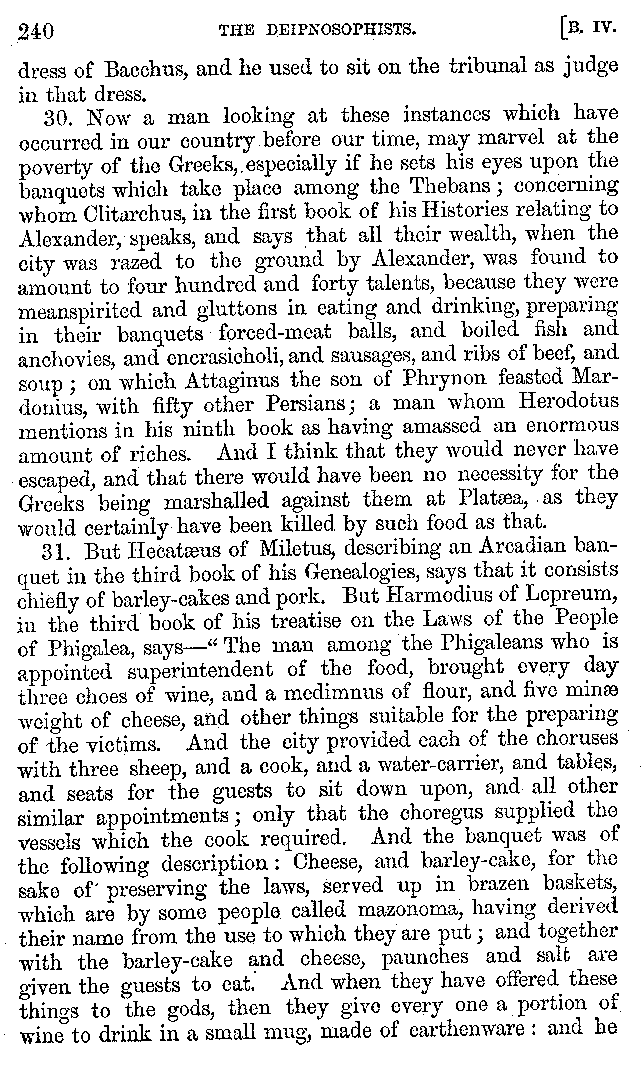 240 THE DEIPNOSOPHISTS. [B. IV.
dress of Bacchus, and he used to sit on the tribunal as judge
in that dress.
30. Now a man looking at these instances which have
occurred in our country before our time, may marvel at the
poverty of the Greeks, especially if he sets his eyes upon the
banquets which take place among the Thebans; concerning
whom Clitarchus, in the first book of his Histories relating to
Alexander, speaks, and says that all their wealth, when the
city was razed to the ground by Alexander, was found to
amount to four hundred and forty talents, because they were
meanspirited and gluttons in eating and drinking, preparing
in their banquets forced-meat balls, and boiled fish and
anchovies, and encrasicholi, and sausages, and ribs of beef, and
soup; on which Attaginus the son of Phrynon feasted Mar-
donius, with fifty other Persians; a man whom Herodotus
mentions in his ninth book as having amassed an enormous
amount of riches. And I think that they would never have
escaped, and that there would have been no necessity for the
Greeks being marshalled against them at Platæa, as they
would certainly have been killed by such food as that.
31. But Hecatæus of Miletus, describing an Arcadian ban-
quet in the third book of his Genealogies, says that it consists
chiefly of barley-cakes and pork. But Harmodius of Lepreum,
in the third book of his treatise on the Laws of the People
of Phigalea, says—“The man among the Phigaleans who is
appointed superintendent of the food, brought every day
three choes of wine, and a medimnus of flour, and five minæ
weight of cheese, and other things suitable for the preparing
of the victims. And the city provided each of the choruses
with three sheep, and a cook, and a water-carrier, and tables,
and seats for the guests to sit down upon, and all other
similar appointments; only that the choregus supplied the
vessels which the cook required. And the banquet was of
the following description: Cheese, and barley-cake, for the
sake of preserving the laws, served up in brazen baskets,
which are by some people called mazonoma, having derived
their name from the use to which they are put; and together
with the barley-cake and cheese, paunches and salt are
given the guests to eat. And when they have offered these
things to the gods, then they give every one a portion of
wine to drink in a small mug, made of earthenware: and he